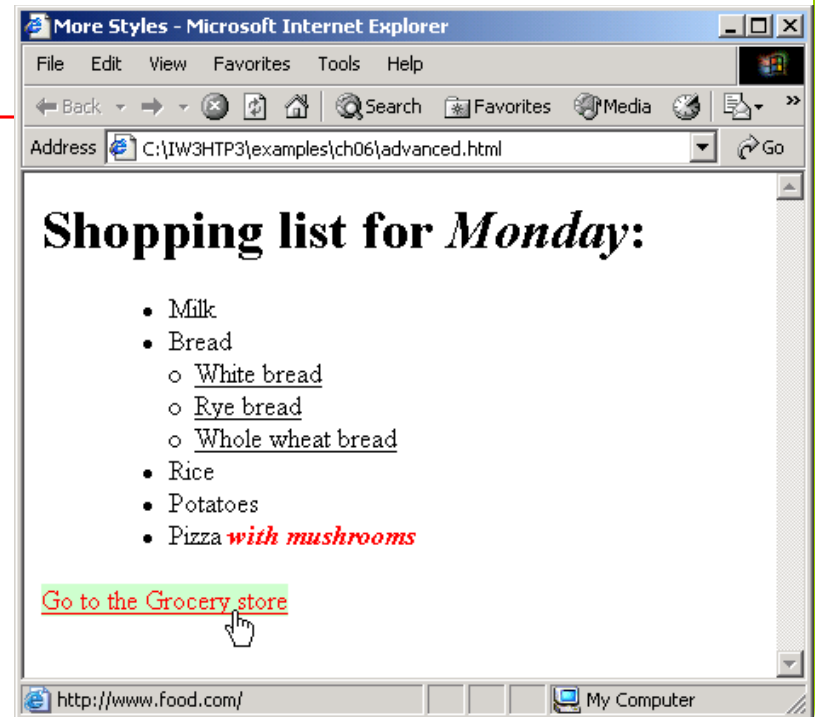 More Styles - Microsoft Internet Explorer
File Edit View Favorites Tools Help
Back Search Favorites Media »
Address C:\IW3HTP3\examples\ch06\advanced.html Go
Shopping list for Monday:
• Milk
• Bread
o White bread
o Rye bread
o Whole wheat bread
• Rice
• Potatoes
• Pizza with mushrooms
Go to the Grocery store
http://www.food.com/ My Computer